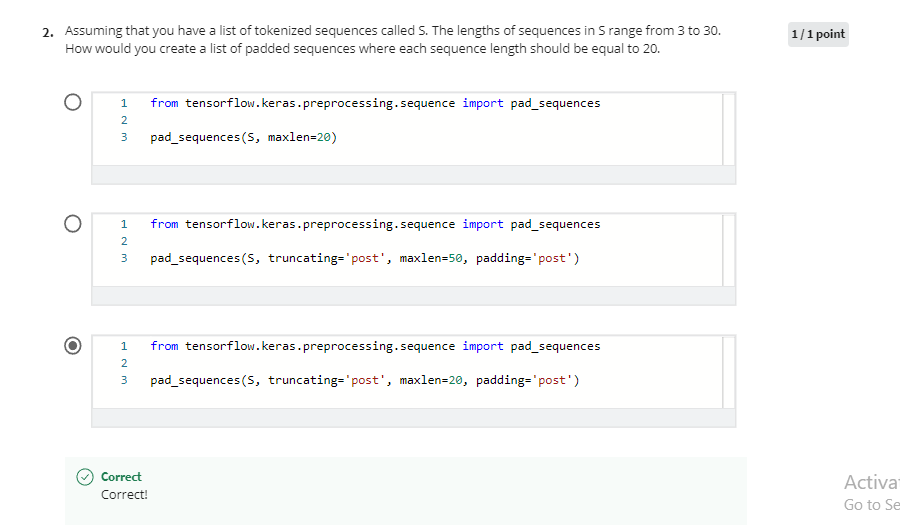 2. Assuming that you have a list of tokenized sequences called S. The lengths of sequences in S range from 3 to 30.
How would you create a list of padded sequences where each sequence length should be equal to 20.
1 / 1 point
1 from tensorflow.keras.preprocessing.sequence import pad_sequences
2
3 pad_sequences(S, maxlen=20)
1 from tensorflow.keras.preprocessing.sequence import pad_sequences
2
3 pad_sequences(S, truncating='post', maxlen=50, padding='post')
1 from tensorflow.keras.preprocessing.sequence import pad_sequences
2
3 pad_sequences(S, truncating='post', maxlen=20, padding='post')
Correct
Correct!
Activa
Go to Se